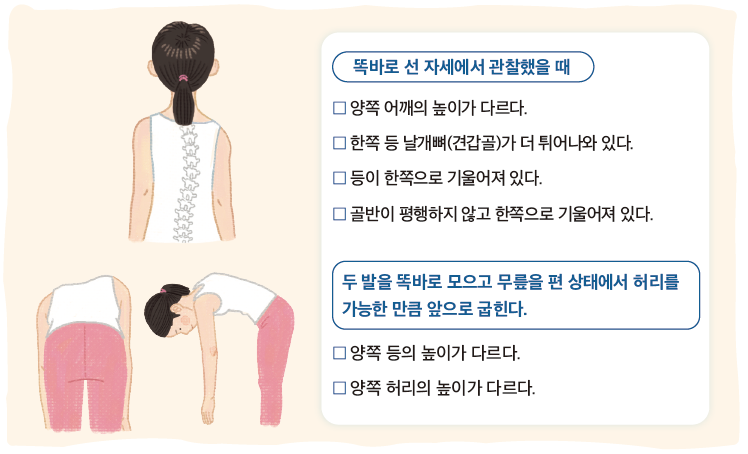 똑바로 선 자세에서 관찰했을 때
□ 양쪽 어깨의 높이가 다르다.
□ 한쪽 등 날개뼈(견갑골)가 더 튀어나와 있다.
□ 등이 한쪽으로 기울어져 있다.
□ 골반이 평행하지 않고 한쪽으로 기울어져 있다.
두 발을 똑바로 모으고 무릎을 편 상태에서 허리를
가능한 만큼 앞으로 굽힌다.
□ 양쪽 등의 높이가 다르다.
□ 양쪽 허리의 높이가 다르다.